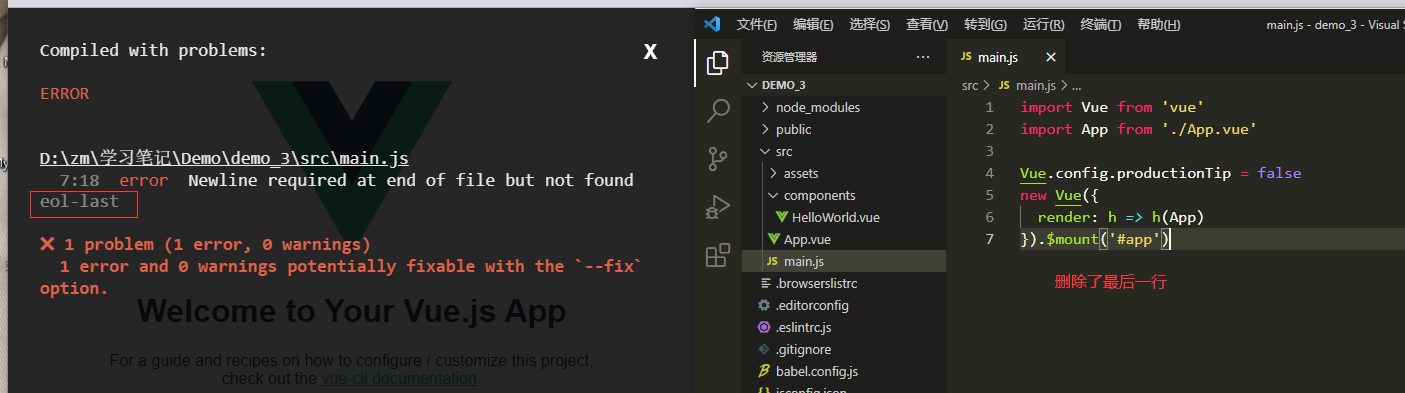 Compiled with problems:
X
ERROR
D:\zm\学习笔记\Demo\demo_3\src\main.js
7:18 error Newline required at end of file but not found
eol-last
1 problem (1 error, 0 warnings)
1 error and 0 warnings potentially fixable with the `--fix`
option.
Welcome to Your Vue.js App
For a guide and recipes on how to configure / customize this project,
check out the vue-cli documentation.
文件(F) 编辑(E) 选择(S) 查看(V) 转到(G) 运行(R) 终端(T) 帮助(H) main.js - demo_3 - Visual S
资源管理器 ···
DEMO_3
node_modules
public
src
assets
components
HelloWorld.vue
App.vue
JS main.js
.browserslistrc
.editorconfig
.eslintrc.js
.gitignore
babel.config.js
jsconfig.json
JS main.js
src > JS main.js > ...
1 import Vue from 'vue'
2 import App from './App.vue'
3
4 Vue.config.productionTip = false
5 new Vue({
6 render: h => h(App)
7 }).$mount('#app')
删除了最后一行